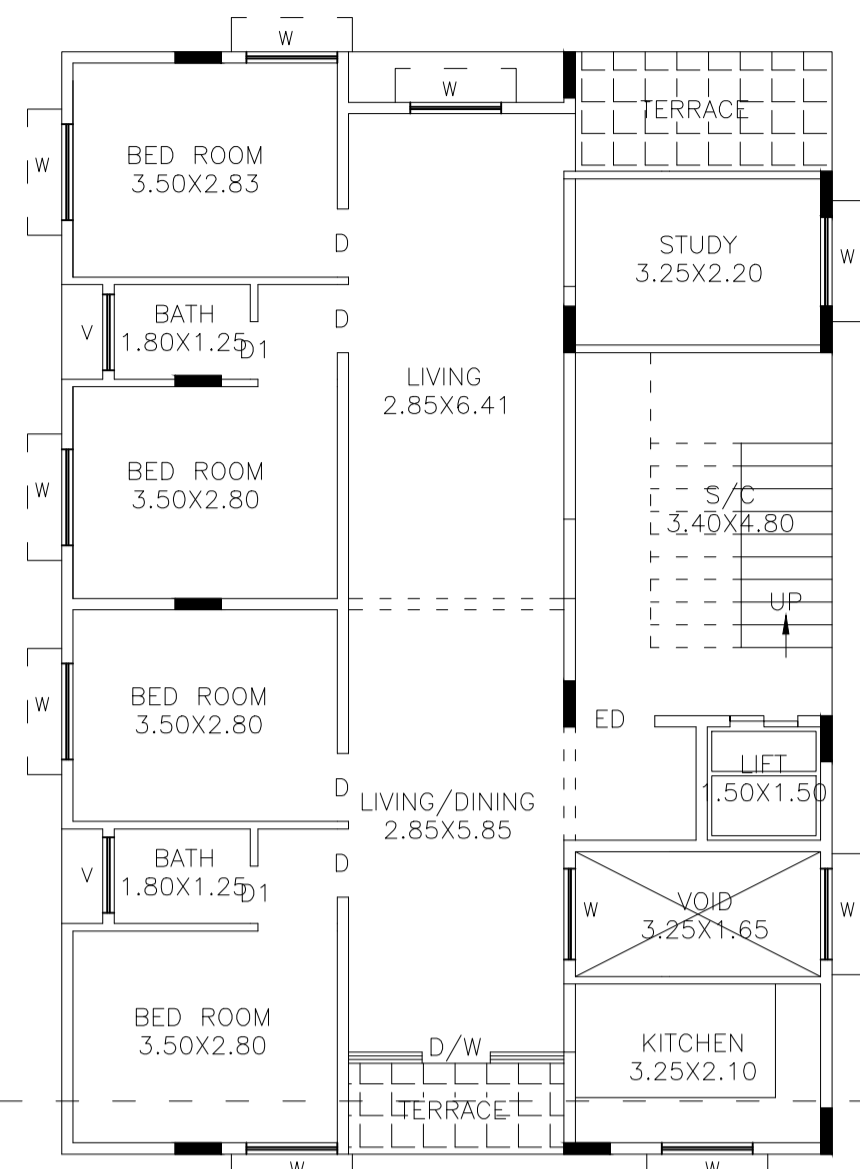 W
W
TERRACE
W
BED ROOM
3.50X2.83
STUDY
3.25X2.20
W
D
V
BATH
1.80X1.25
D1
D
LIVING
2.85X6.41
W
BED ROOM
3.50X2.80
S/C
3.40X4.80
UP
W
BED ROOM
3.50X2.80
ED
LIFT
1.50X1.50
D
LIVING/DINING
2.85X5.85
V
BATH
1.80X1.25
D1
D
W
VOID
3.25X1.65
W
BED ROOM
3.50X2.80
D/W
KITCHEN
3.25X2.10
TERRACE
W
W